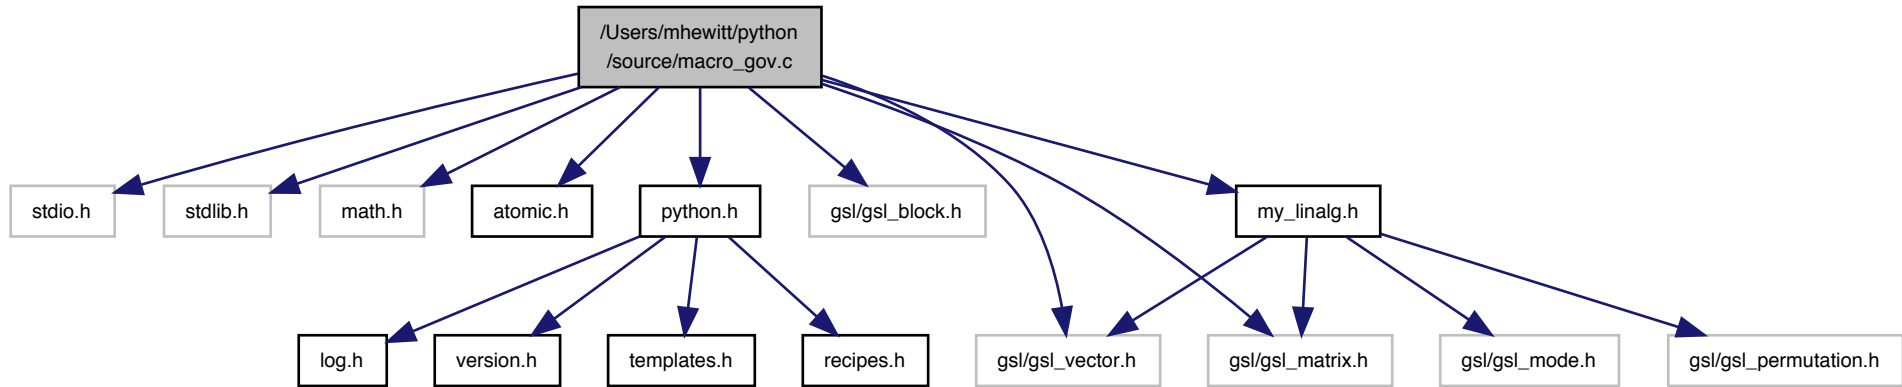 /Users/mhewitt/python
/source/macro_gov.c
stdio.h
stdlib.h
math.h
atomic.h
python.h
gsl/gsl_block.h
my_linalg.h
log.h
version.h
templates.h
recipes.h
gsl/gsl_vector.h
gsl/gsl_matrix.h
gsl/gsl_mode.h
gsl/gsl_permutation.h